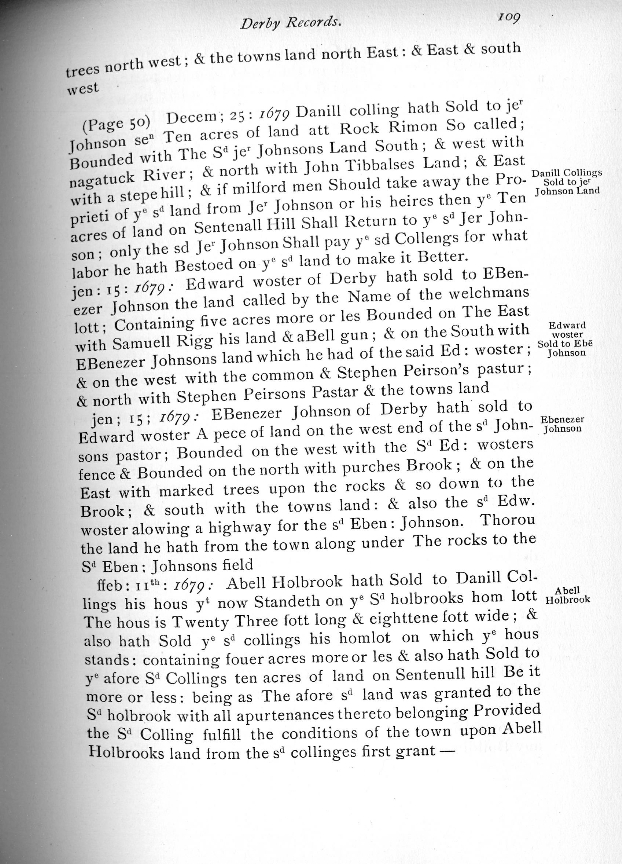 Derby Records. 109
trees north west; & the towns land north East: & East & south
west
(Page 50) Decem; 25: 1679 Danill colling hath Sold to jeʳ
Johnson seⁿ Ten acres of land att Rock Rimon So called;
Bounded with The Sᵈ jeʳ Johnsons Land South; & west with
nagatuck River; & north with John Tibbalses Land; & East
with a stepe hill; & if milford men Should take away the Pro-
prieti of yᵉ sᵈ land from Jeʳ Johnson or his heires then yᵉ Ten
acres of land on Sentenall Hill Shall Return to yᵉ sᵈ Jer John-
son; only the sd Jeʳ Johnson Shall pay yᵉ sd Collengs for what
labor he hath Bestoed on yᵉ sᵈ land to make it Better.
Danill Collings
Sold to jeʳ
Johnson Land
jen: 15: 1679: Edward woster of Derby hath sold to EBen-
ezer Johnson the land called by the Name of the welchmans
lott; Containing five acres more or les Bounded on The East
with Samuell Rigg his land & aBell gun; & on the South with
EBenezer Johnsons land which he had of the said Ed: woster;
& on the west with the common & Stephen Peirson's pastur;
& north with Stephen Peirsons Pastar & the towns land
Edward
woster
Sold to Ebē
Johnson
jen; 15; 1679: EBenezer Johnson of Derby hath sold to
Edward woster A pece of land on the west end of the sᵈ John-
sons pastor; Bounded on the west with the Sᵈ Ed: wosters
fence & Bounded on the north with purches Brook; & on the
East with marked trees upon the rocks & so down to the
Brook; & south with the towns land: & also the sᵈ Edw.
woster alowing a highway for the sᵈ Eben: Johnson. Thorou
the land he hath from the town along under The rocks to the
Sᵈ Eben; Johnsons field
Ebenezer
Johnson
ffeb: 11ᵗʰ: 1679: Abell Holbrook hath Sold to Danill Col-
lings his hous yᵗ now Standeth on yᵉ Sᵈ holbrooks hom lott
The hous is Twenty Three fott long & eighttene fott wide; &
also hath Sold yᵉ sᵈ collings his homlot on which yᵉ hous
stands: containing fouer acres more or les & also hath Sold to
yᵉ afore Sᵈ Collings ten acres of land on Sentenull hill Be it
more or less: being as The afore sᵈ land was granted to the
Sᵈ holbrook with all apurtenances thereto belonging Provided
the Sᵈ Colling fulfill the conditions of the town upon Abell
Holbrooks land from the sᵈ collinges first grant —
Abell
Holbrook